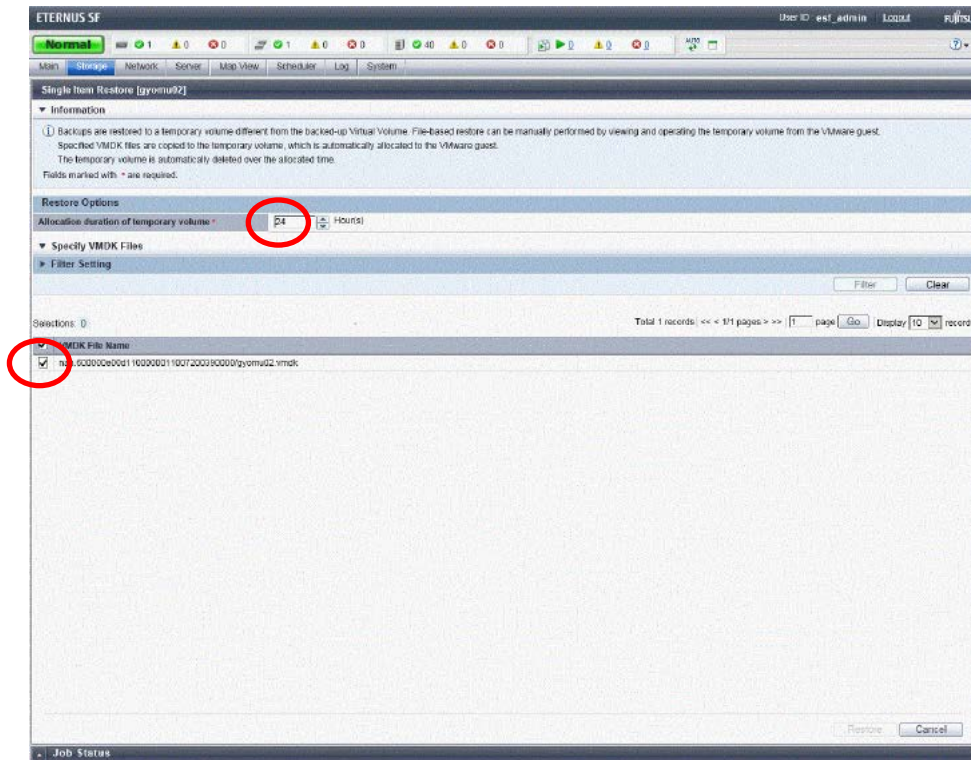 ETERNUS SF User ID esf_admin Logout FUJITSU
Normal 1 0 0 1 0 0 40 0 0 0 0 0 AUTO
Main Storage Network Server Map View Scheduler Log System
Single Item Restore [gyomu02]
▼ Information
Backups are restored to a temporary volume different from the backed-up Virtual Volume. File-based restore can be manually performed by viewing and operating the temporary volume from the VMware guest.
Specified VMDK files are copied to the temporary volume, which is automatically allocated to the VMware guest.
The temporary volume is automatically deleted over the allocated time.
Fields marked with * are required.
Restore Options
Allocation duration of temporary volume * 24 Hour(s)
▼ Specify VMDK Files
► Filter Setting
Filter Clear
Selections: 0 Total 1 records << < 1/1 pages > >> 1 page Go Display 10 record
VMDK File Name
Restore Cancel
Job Status